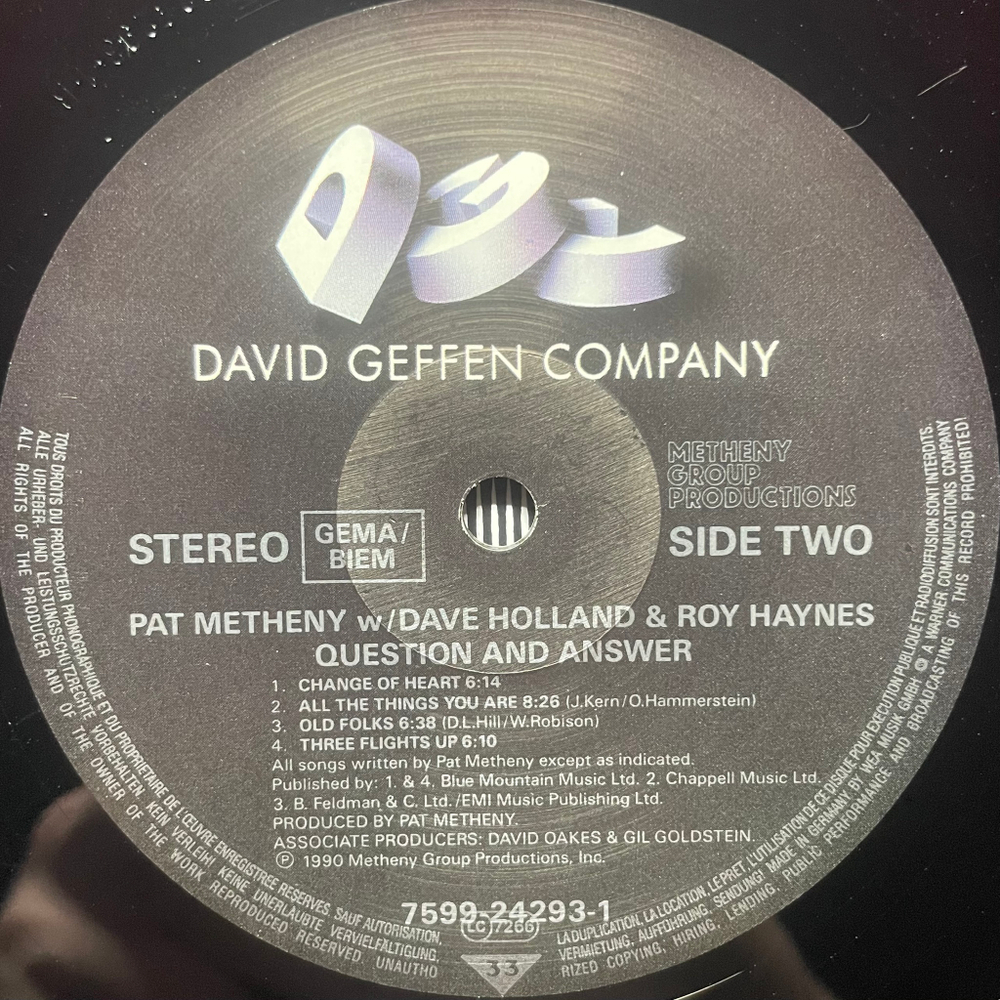 DGC
DAVID GEFFEN COMPANY
METHENY
GROUP
PRODUCTIONS
STEREO
GEMA/
BIEM
SIDE TWO
PAT METHENY w/DAVE HOLLAND & ROY HAYNES
QUESTION AND ANSWER
1. CHANGE OF HEART 6:14
2. ALL THE THINGS YOU ARE 8:26 (J.Kern/O.Hammerstein)
3. OLD FOLKS 6:38 (D.L.Hill/W.Robison)
4. THREE FLIGHTS UP 6:10
All songs written by Pat Metheny except as indicated.
Published by: 1. & 4. Blue Mountain Music Ltd. 2. Chappell Music Ltd.
3. B. Feldman & C. Ltd./EMI Music Publishing Ltd.
PRODUCED BY PAT METHENY.
ASSOCIATE PRODUCERS: DAVID OAKES & GIL GOLDSTEIN.
Ⓟ 1990 Metheny Group Productions, Inc.
7599-24293-1
LC 7266
33
TOUS DROITS DU PRODUCTEUR PHONOGRAPHIQUE ET DU PROPRIETAIRE DE L'ŒUVRE ENREGISTREE RESERVES. SAUF AUTORISATION,
LA DUPLICATION, LA LOCATION, LE PRET, L'UTILISATION DE CE DISQUE POUR EXECUTION PUBLIQUE ET RADIODIFFUSION SONT INTERDITS.
ALLE URHEBER- UND LEISTUNGSSCHUTZRECHTE VORBEHALTEN. KEIN VERLEIH! KEINE UNERLAUBTE VERVIELFÄLTIGUNG,
VERMIETUNG, AUFFÜHRUNG, SENDUNG! MADE IN GERMANY BY WEA MUSIK GMBH A WARNER COMMUNICATIONS COMPANY
ALL RIGHTS OF THE PRODUCER AND OF THE OWNER OF THE WORK REPRODUCED RESERVED. UNAUTHO
RIZED COPYING, HIRING, LENDING, PUBLIC PERFORMANCE AND BROADCASTING OF THIS RECORD PROHIBITED!